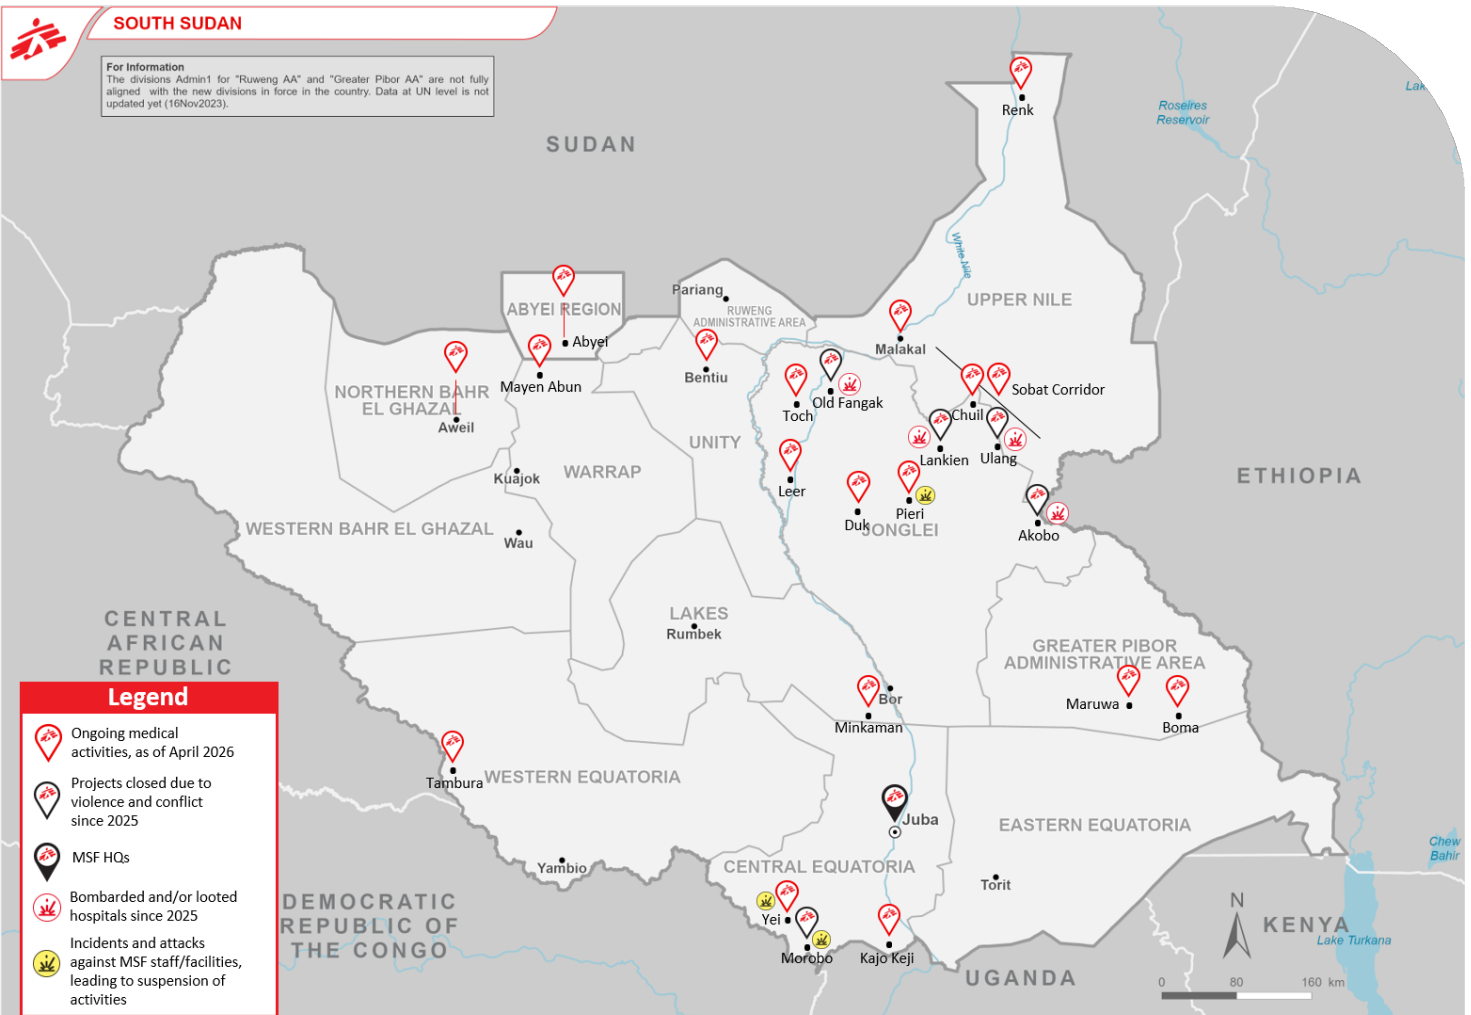 SOUTH SUDAN
For Information
The divisions Admin1 for "Ruweng AA" and "Greater Pibor AA" are not fully
aligned with the new divisions in force in the country. Data at UN level is not
updated yet (16Nov2023).
Renk
Roseires
Reservoir
Lak
SUDAN
White Nile
UPPER NILE
Pariang
RUWENG
ADMINISTRATIVE AREA
ABYEI REGION
Abyei
Malakal
Mayen Abun
Bentiu
NORTHERN BAHR
EL GHAZAL
Aweil
Toch
Old Fangak
Chuil
Sobat Corridor
UNITY
Lankien
Ulang
WARRAP
Kuajok
Leer
Duk
Pieri
JONGLEI
Akobo
ETHIOPIA
WESTERN BAHR EL GHAZAL
Wau
LAKES
Rumbek
CENTRAL
AFRICAN
REPUBLIC
GREATER PIBOR
ADMINISTRATIVE AREA
Maruwa
Boma
Bor
Minkaman
Tambura
WESTERN EQUATORIA
Juba
EASTERN EQUATORIA
CENTRAL EQUATORIA
Yambio
Torit
Yei
Morobo
Kajo Keji
DEMOCRATIC
REPUBLIC OF
THE CONGO
UGANDA
KENYA
Chew
Bahir
Lake Turkana
N
0 80 160 km
Legend
Ongoing medical
activities, as of April 2026
Projects closed due to
violence and conflict
since 2025
MSF HQs
Bombarded and/or looted
hospitals since 2025
Incidents and attacks
against MSF staff/facilities,
leading to suspension of
activities